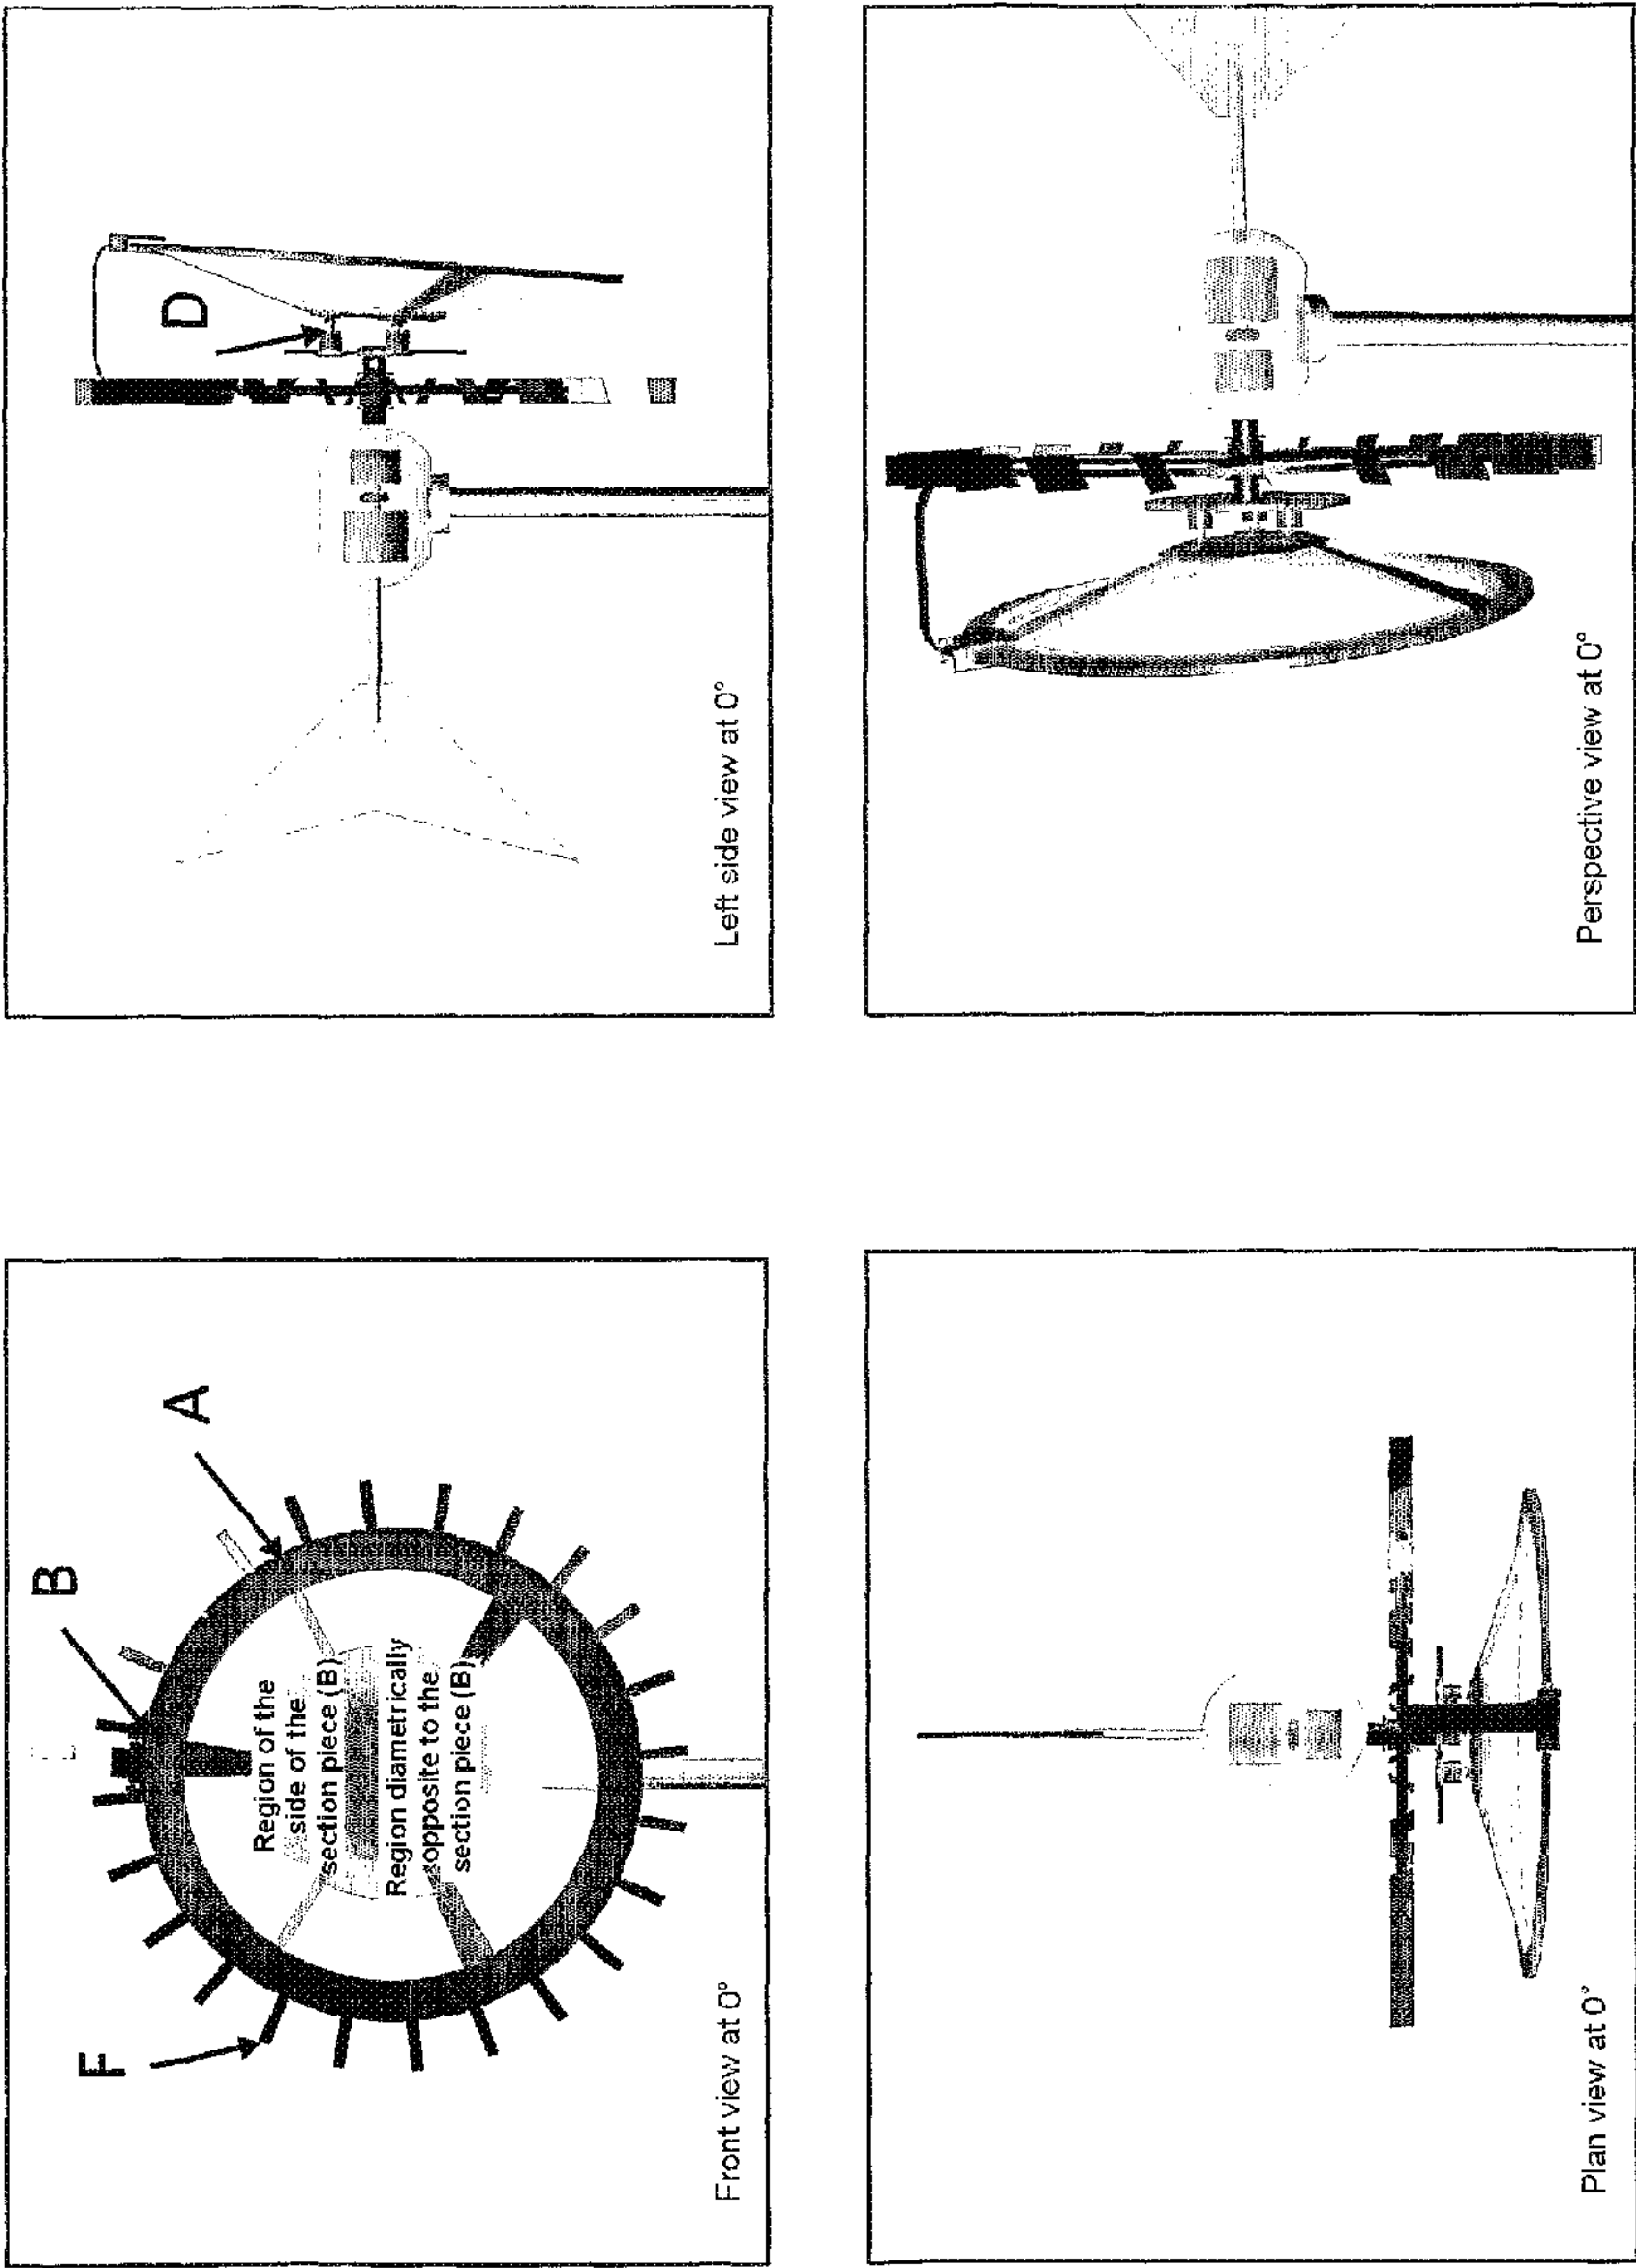 F
B
A
Region of the
side of the
section piece (B)
Region diametrically
opposite to the
section piece (B)
Front view at 0°
D
Left side view at 0°
Plan view at 0°
Perspective view at 0°